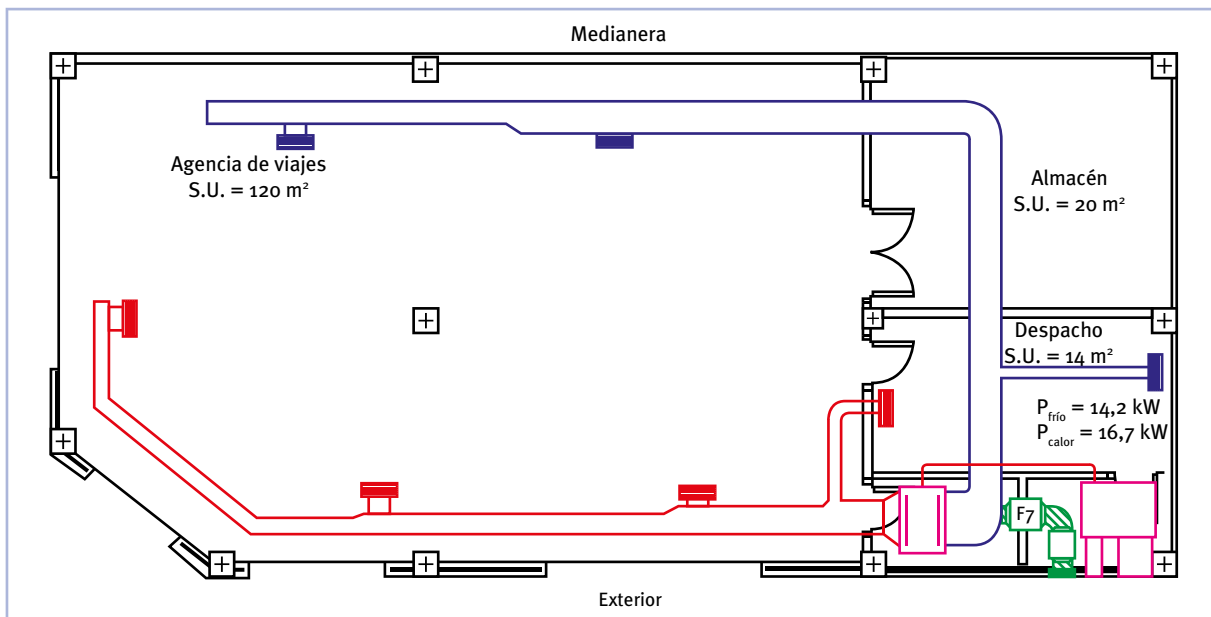 Medianera
Agencia de viajes
S.U. = 120 m²
Almacén
S.U. = 20 m²
Despacho
S.U. = 14 m²
P_frío = 14,2 kW
P_calor = 16,7 kW
F7
Exterior